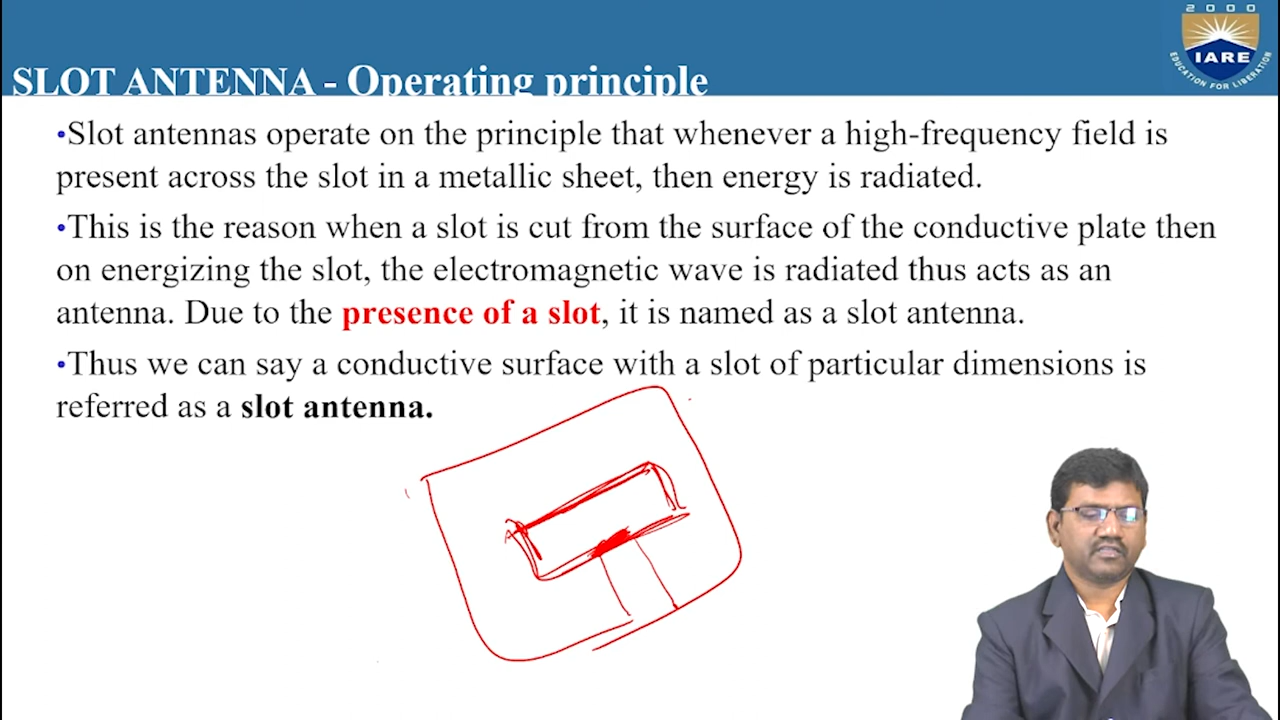 2 0 0 0
IARE
EDUCATION FOR LIBERATION
SLOT ANTENNA - Operating principle
•Slot antennas operate on the principle that whenever a high-frequency field is
present across the slot in a metallic sheet, then energy is radiated.
•This is the reason when a slot is cut from the surface of the conductive plate then
on energizing the slot, the electromagnetic wave is radiated thus acts as an
antenna. Due to the presence of a slot, it is named as a slot antenna.
•Thus we can say a conductive surface with a slot of particular dimensions is
referred as a slot antenna.